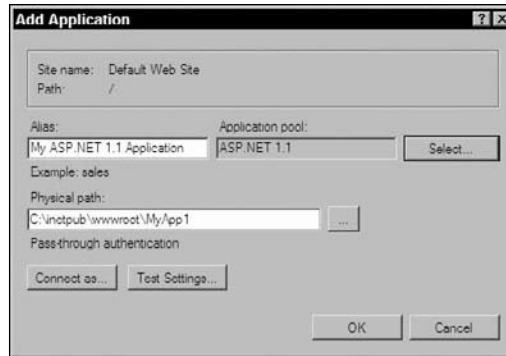 Add Application
Site name: Default Web Site
Path: /
Alias: Application pool:
My ASP.NET 1.1 Application ASP.NET 1.1 Select...
Example: sales
Physical path:
C:\inetpub\wwwroot\MyApp1 ...
Pass-through authentication
Connect as... Test Settings...
OK Cancel